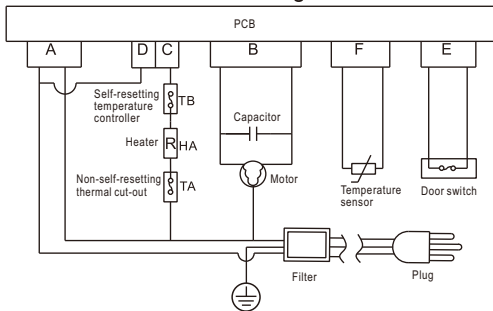 PCB
A
D
C
B
F
E
Self-resetting
temperature
controller
TB
Heater
R
HA
Non-self-resetting
thermal cut-out
TA
Capacitor
Motor
Temperature
sensor
Door switch
Filter
Plug